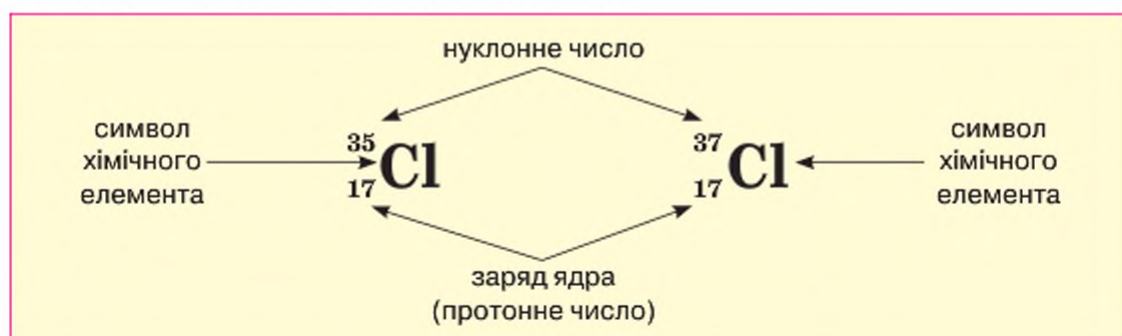 нуклонне число
символ
хімічного
елемента
35
17
Cl
37
17
Cl
символ
хімічного
елемента
заряд ядра
(протонне число)